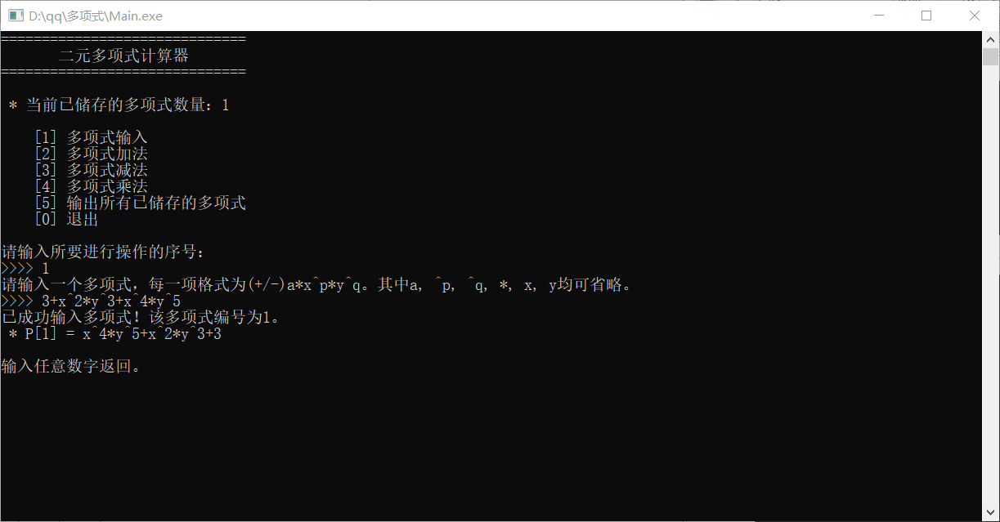 D:\qq\多项式\Main.exe
==============================
二元多项式计算器
==============================
* 当前已储存的多项式数量：1
[1] 多项式输入
[2] 多项式加法
[3] 多项式减法
[4] 多项式乘法
[5] 输出所有已储存的多项式
[0] 退出
请输入所要进行操作的序号：
>>>> 1
请输入一个多项式，每一项格式为(+/-)a*x^p*y^q。其中a, ^p, ^q, *, x, y均可省略。
>>>> 3+x^2*y^3+x^4*y^5
已成功输入多项式！该多项式编号为1。
* P[1] = x^4*y^5+x^2*y^3+3
输入任意数字返回。